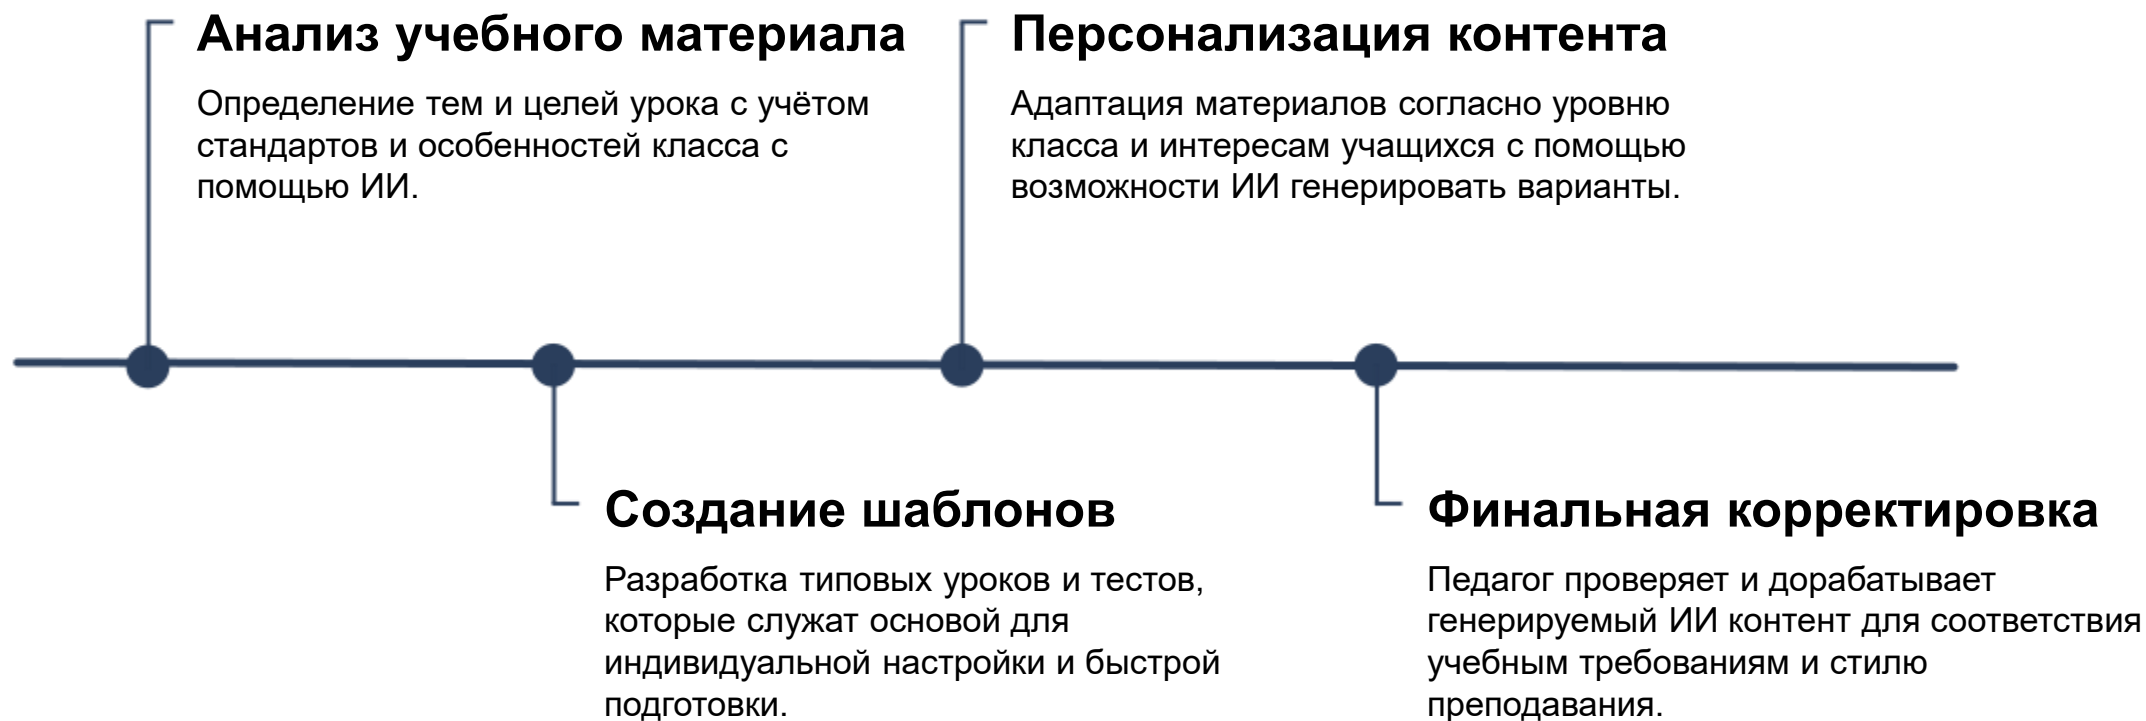 Анализ учебного материала
Определение тем и целей урока с учётом
стандартов и особенностей класса с
помощью ИИ.
Персонализация контента
Адаптация материалов согласно уровню
класса и интересам учащихся с помощью
возможности ИИ генерировать варианты.
Создание шаблонов
Разработка типовых уроков и тестов,
которые служат основой для
индивидуальной настройки и быстрой
подготовки.
Финальная корректировка
Педагог проверяет и дорабатывает
генерируемый ИИ контент для соответствия
учебным требованиям и стилю
преподавания.